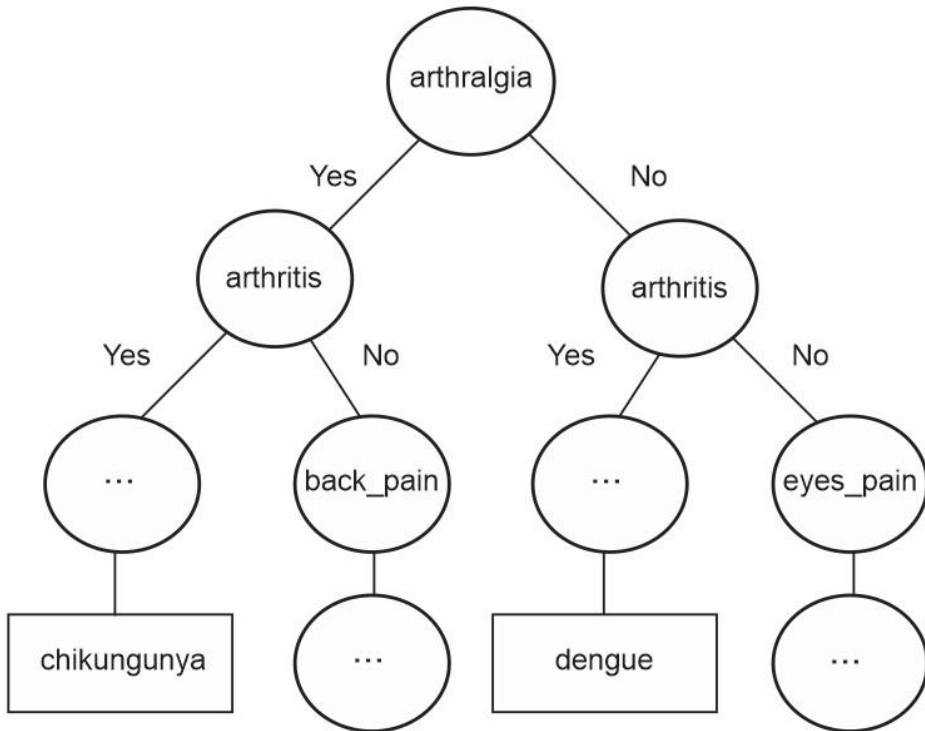 arthralgia
Yes
No
arthritis
arthritis
Yes
No
Yes
No
...
back_pain
...
eyes_pain
chikungunya
...
dengue
...